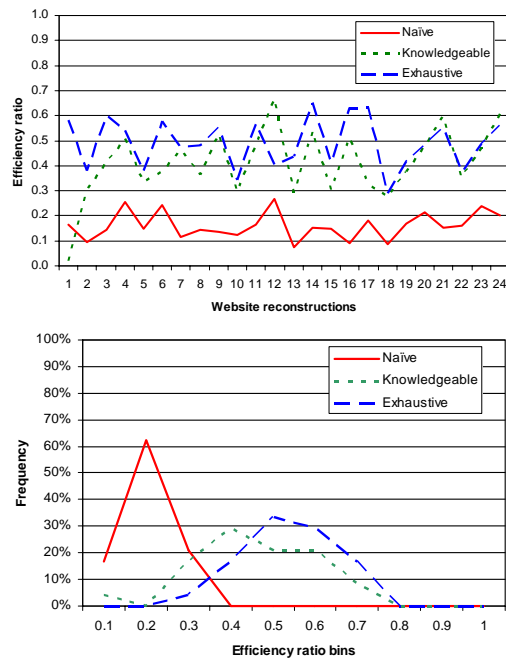 1.0
0.9
0.8
0.7
0.6
0.5
0.4
0.3
0.2
0.1
0.0
Efficiency ratio
Naïve
Knowledgeable
Exhaustive
1 2 3 4 5 6 7 8 9 10 11 12 13 14 15 16 17 18 19 20 21 22 23 24
Website reconstructions
100%
90%
80%
70%
60%
50%
40%
30%
20%
10%
0%
Frequency
Naïve
Knowledgeable
Exhaustive
0.1 0.2 0.3 0.4 0.5 0.6 0.7 0.8 0.9 1
Efficiency ratio bins